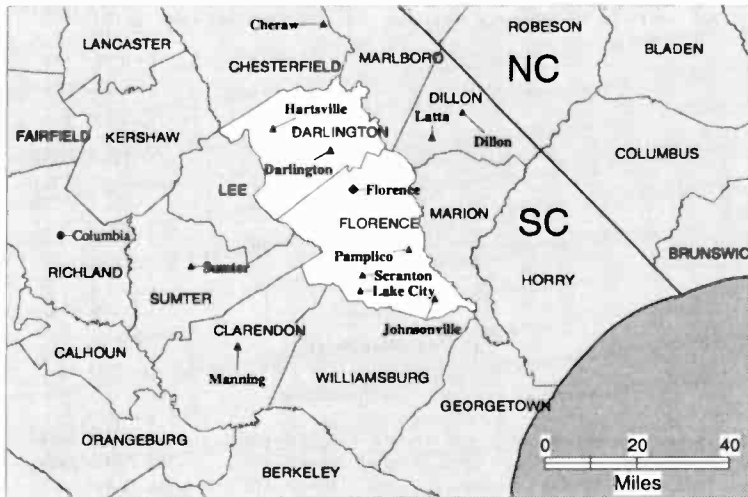 Cheraw
ROBESON
LANCASTER
MARLBORO
BLADEN
CHESTERFIELD
NC
Hartsville
DILLON
Latta
DARLINGTON
FAIRFIELD
KERSHAW
Dillon
COLUMBUS
Darlington
LEE
Florence
MARION
FLORENCE
SC
Columbia
Pamplico
BRUNSWIC
Sumter
RICHLAND
Scranton
HORRY
Lake City
SUMTER
CLARENDON
Johnsonville
CALHOUN
Manning
WILLIAMSBURG
GEORGETOWN
ORANGEBURG
0 20 40
BERKELEY
Miles